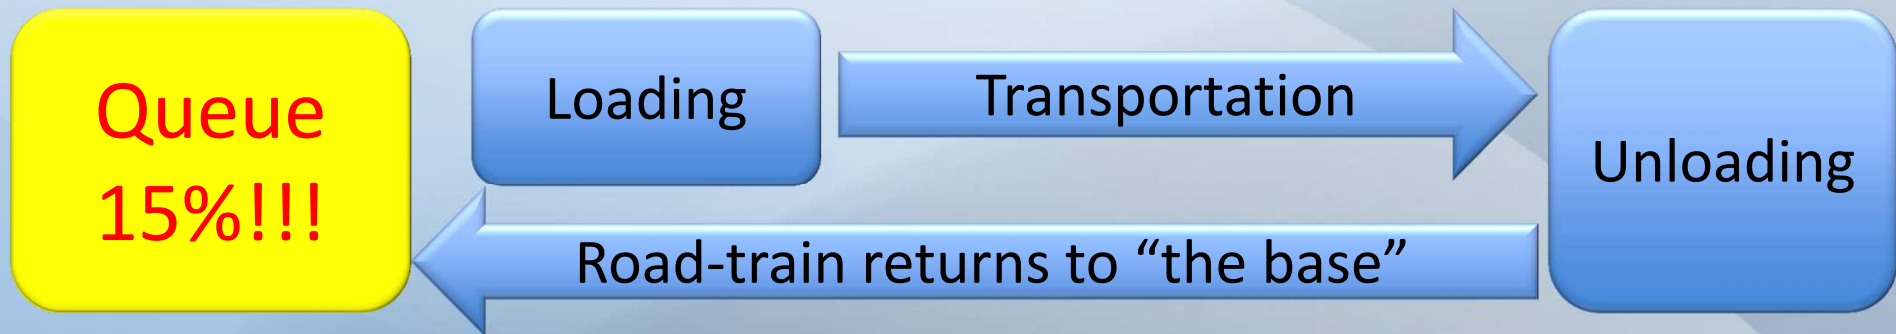 Queue
15%!!!
Loading
Transportation
Unloading
Road-train returns to “the base”